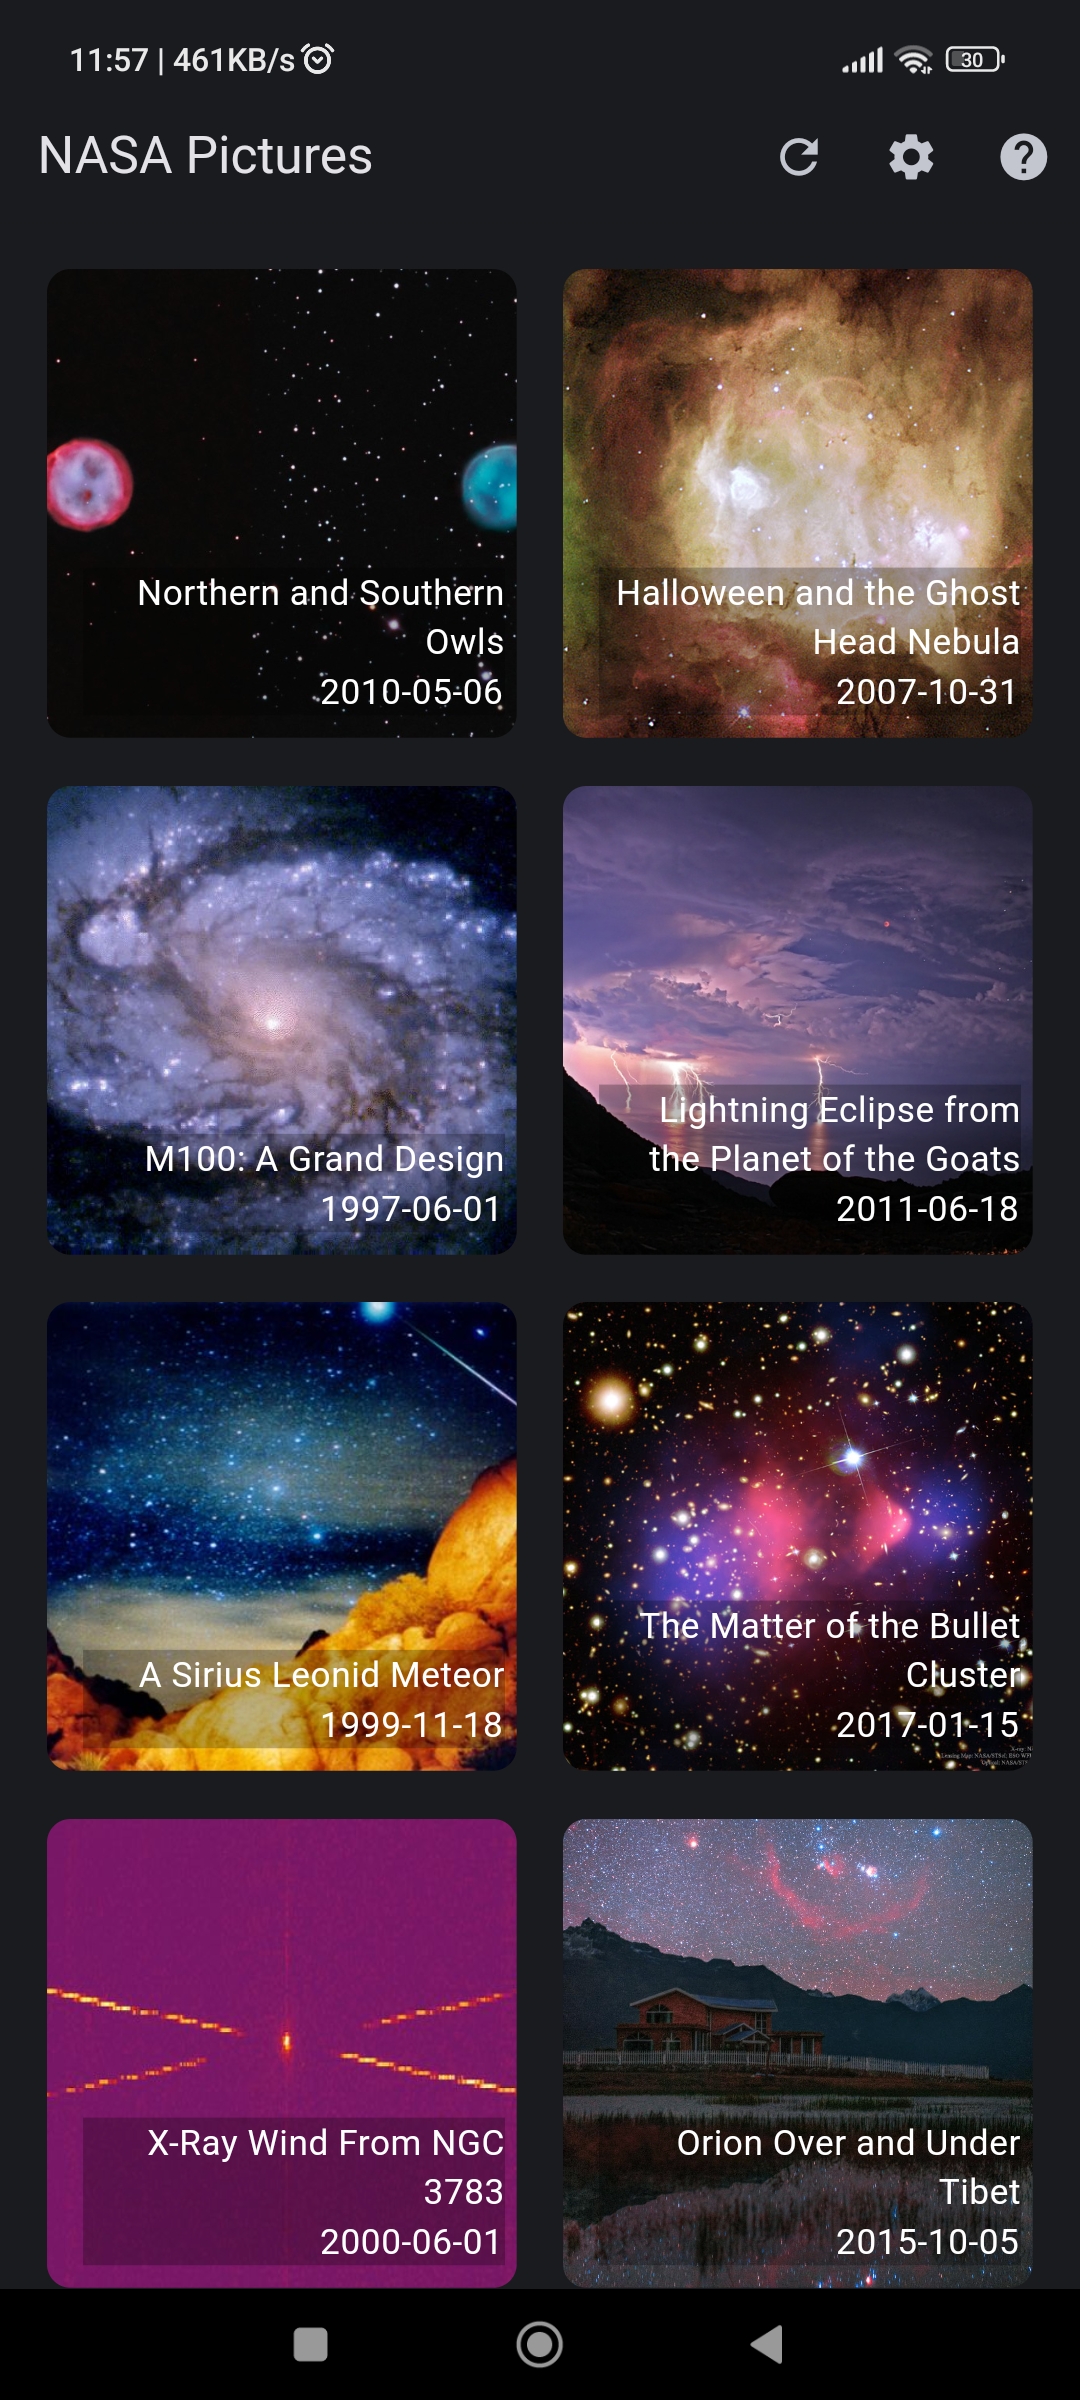 11:57 | 461KB/s
30
NASA Pictures
Northern and Southern
Owls
2010-05-06
Halloween and the Ghost
Head Nebula
2007-10-31
M100: A Grand Design
1997-06-01
Lightning Eclipse from
the Planet of the Goats
2011-06-18
A Sirius Leonid Meteor
1999-11-18
The Matter of the Bullet
Cluster
2017-01-15
X-Ray Wind From NGC
3783
2000-06-01
Orion Over and Under
Tibet
2015-10-05